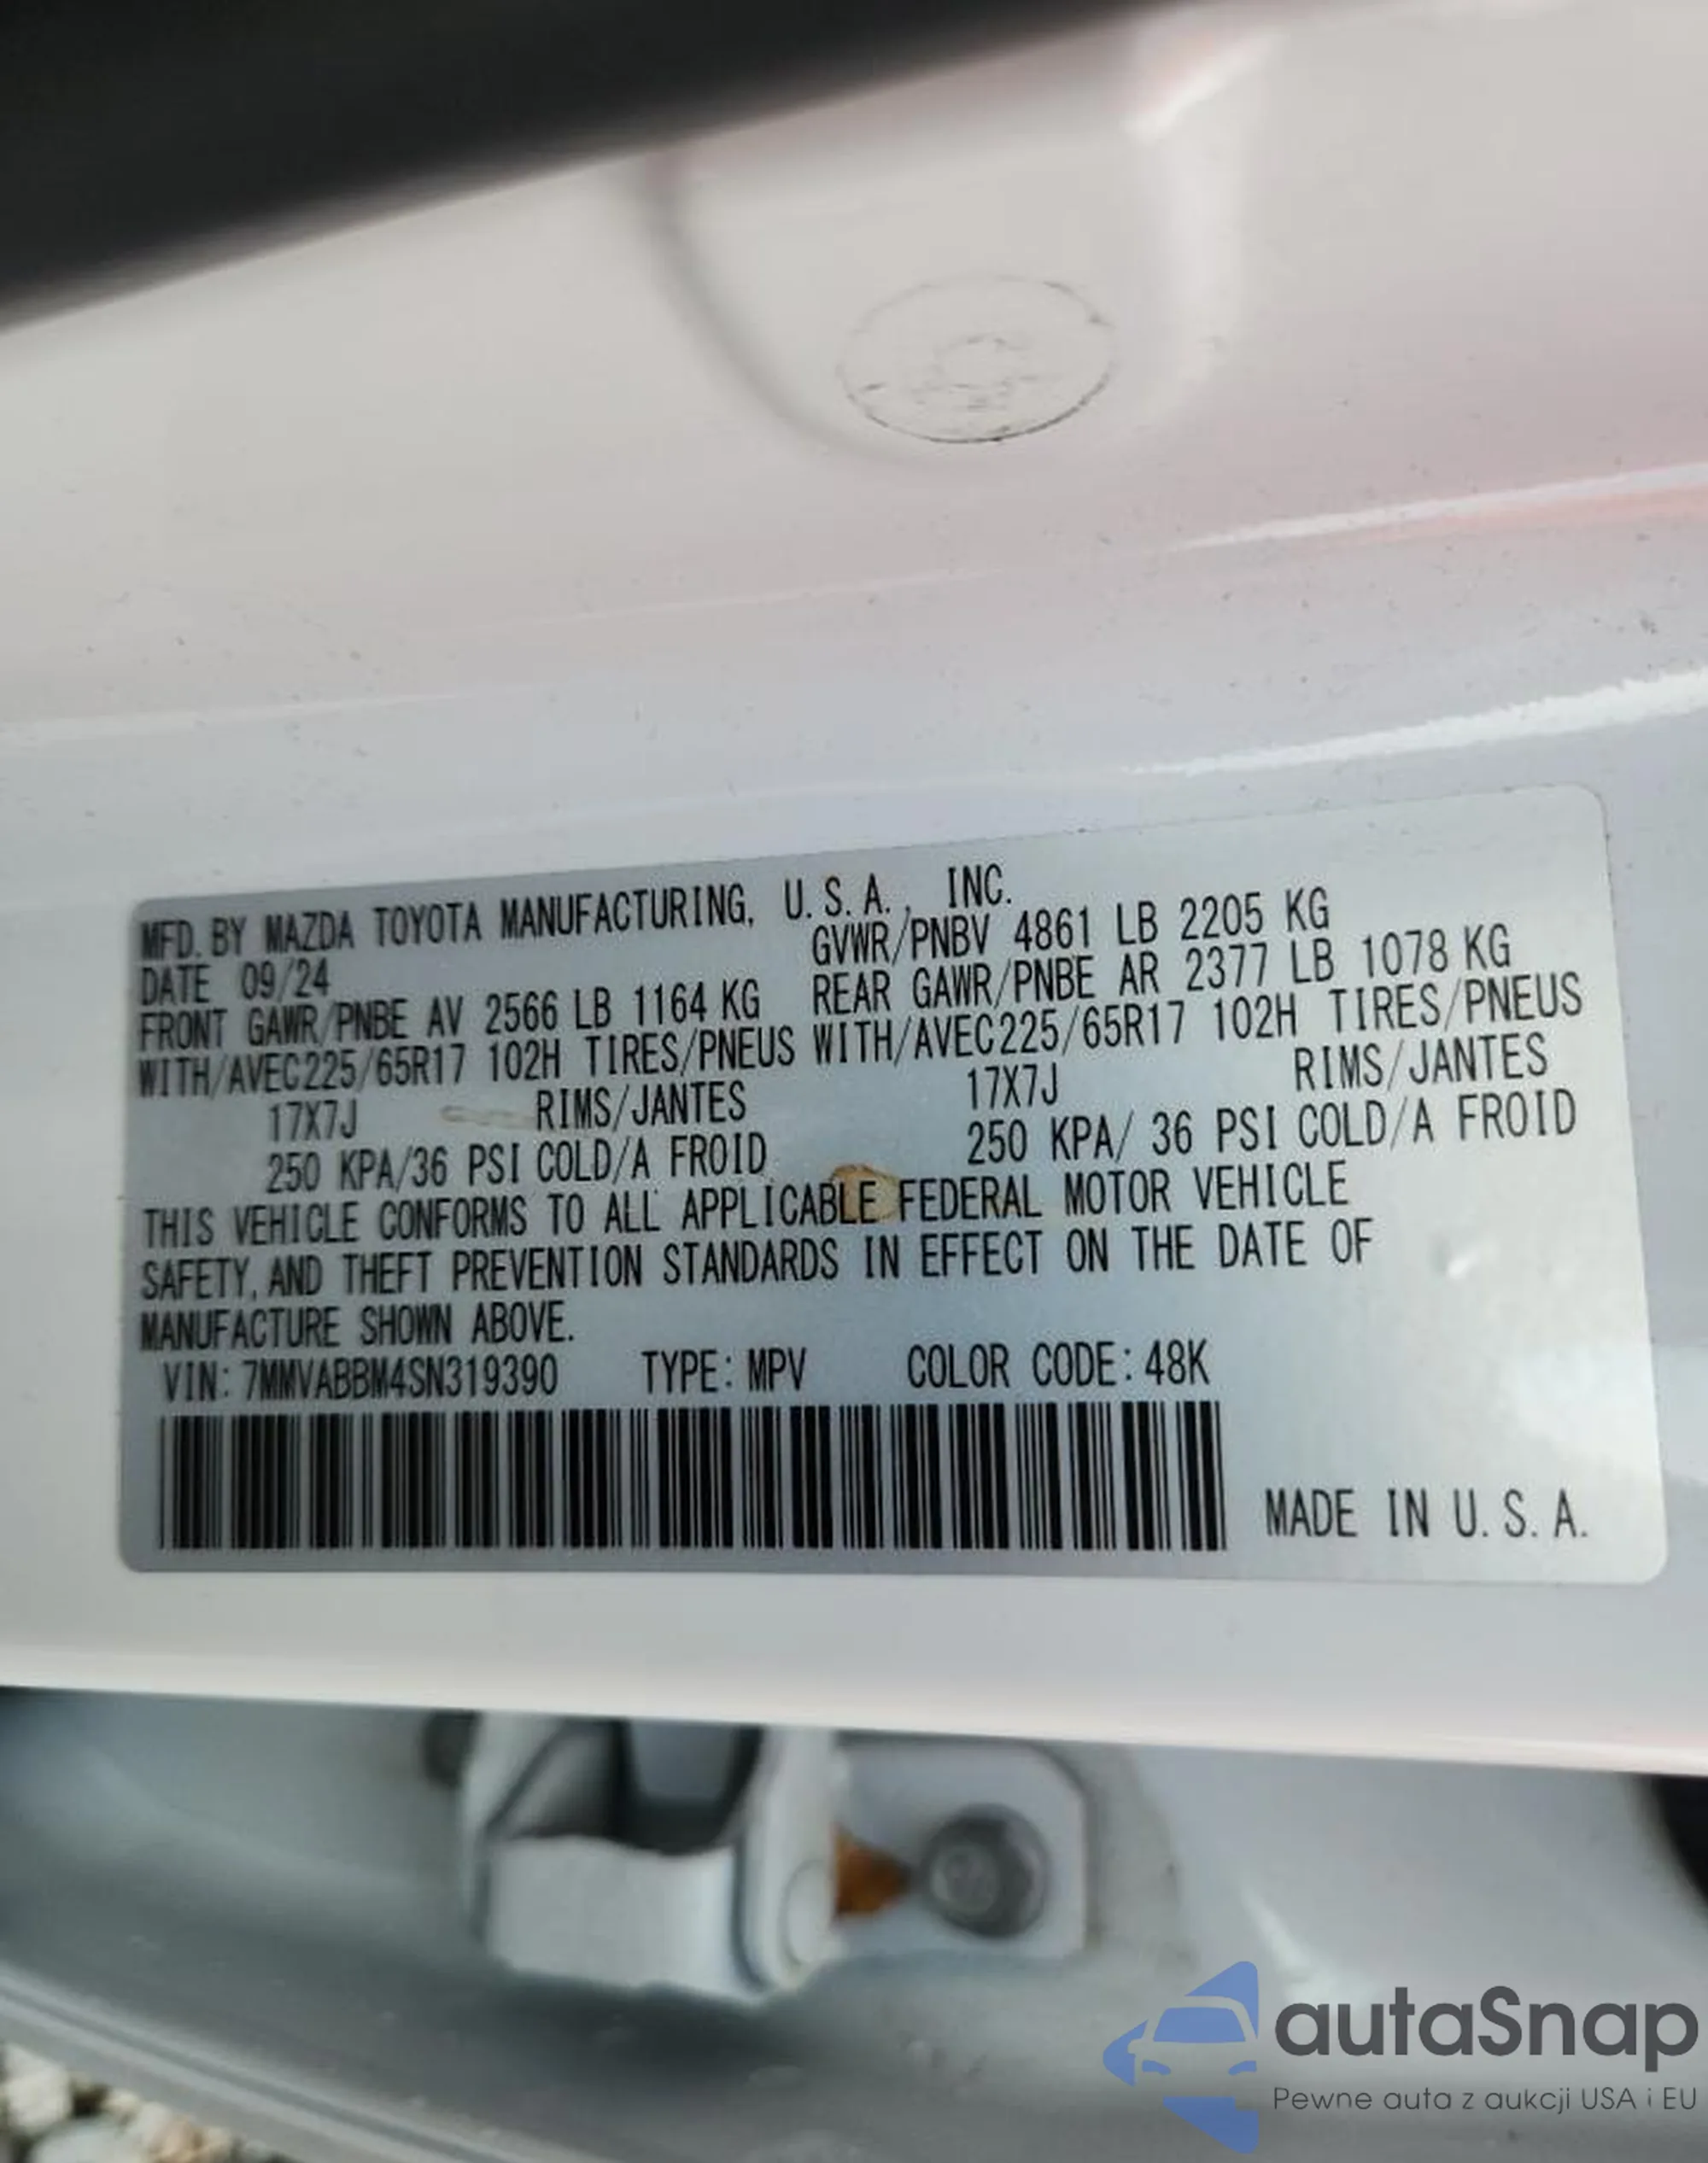 MFD. BY MAZDA TOYOTA MANUFACTURING, U.S.A., INC.
DATE 09/24 GVWR/PNBV 4861 LB 2205 KG
FRONT GAWR/PNBE AV 2566 LB 1164 KG REAR GAWR/PNBE AR 2377 LB 1078 KG
WITH/AVEC225/65R17 102H TIRES/PNEUS WITH/AVEC225/65R17 102H TIRES/PNEUS
17X7J RIMS/JANTES 17X7J RIMS/JANTES
250 KPA/36 PSI COLD/A FROID 250 KPA/ 36 PSI COLD/A FROID
THIS VEHICLE CONFORMS TO ALL APPLICABLE FEDERAL MOTOR VEHICLE
SAFETY, AND THEFT PREVENTION STANDARDS IN EFFECT ON THE DATE OF
MANUFACTURE SHOWN ABOVE.
VIN: 7MMVABBM4SN319390 TYPE: MPV COLOR CODE: 48K
MADE IN U.S.A.
autaSnap
Pewne auta z aukcji USA i EU